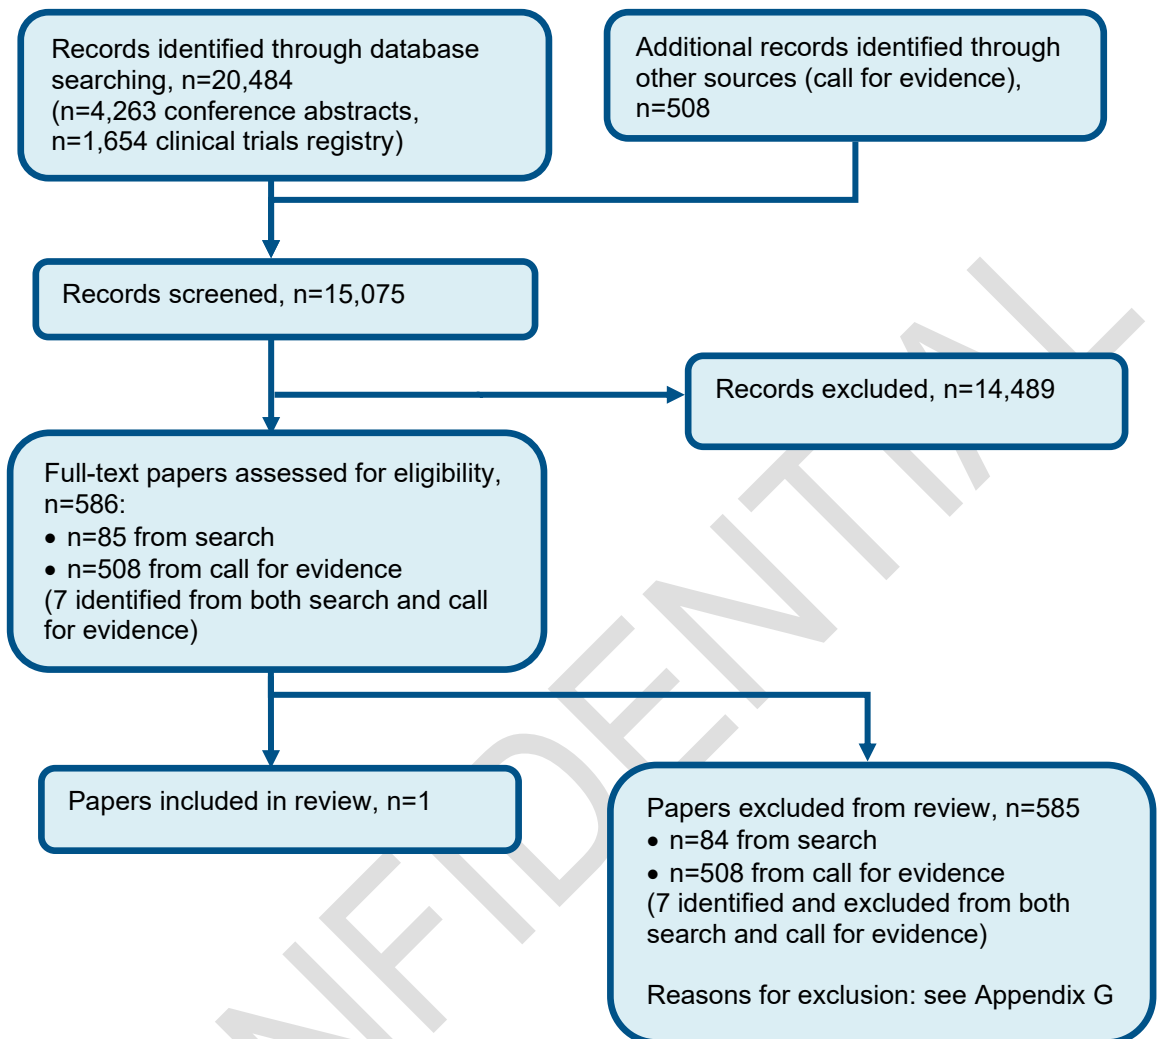 Records identified through database
searching, n=20,484
(n=4,263 conference abstracts,
n=1,654 clinical trials registry)
Additional records identified through
other sources (call for evidence),
n=508
Records screened, n=15,075
Records excluded, n=14,489
Full-text papers assessed for eligibility,
n=586:
• n=85 from search
• n=508 from call for evidence
(7 identified from both search and call
for evidence)
Papers included in review, n=1
Papers excluded from review, n=585
• n=84 from search
• n=508 from call for evidence
(7 identified and excluded from both
search and call for evidence)
Reasons for exclusion: see Appendix G
NFIDENTIAL